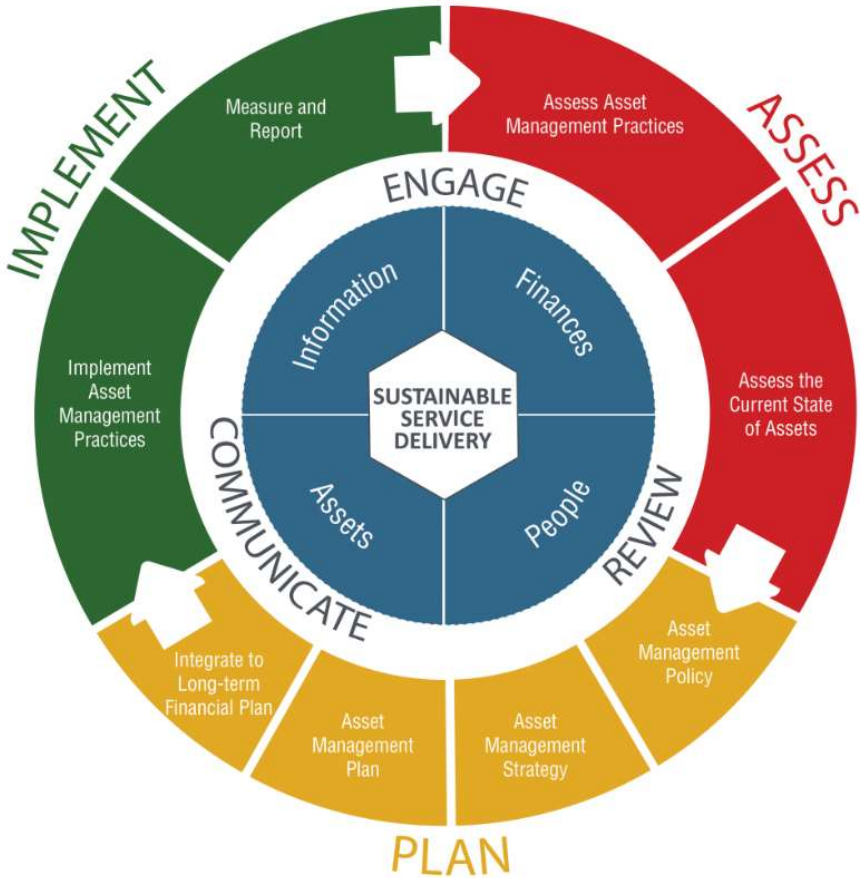 IMPLEMENT
Measure and
Report
Implement
Asset
Management
Practices
ASSESS
Assess Asset
Management Practices
Assess the
Current State
of Assets
PLAN
Asset
Management
Policy
Asset
Management
Strategy
Asset
Management
Plan
Integrate to
Long-term
Financial Plan
ENGAGE
REVIEW
COMMUNICATE
Information
Finances
People
Assets
SUSTAINABLE
SERVICE
DELIVERY